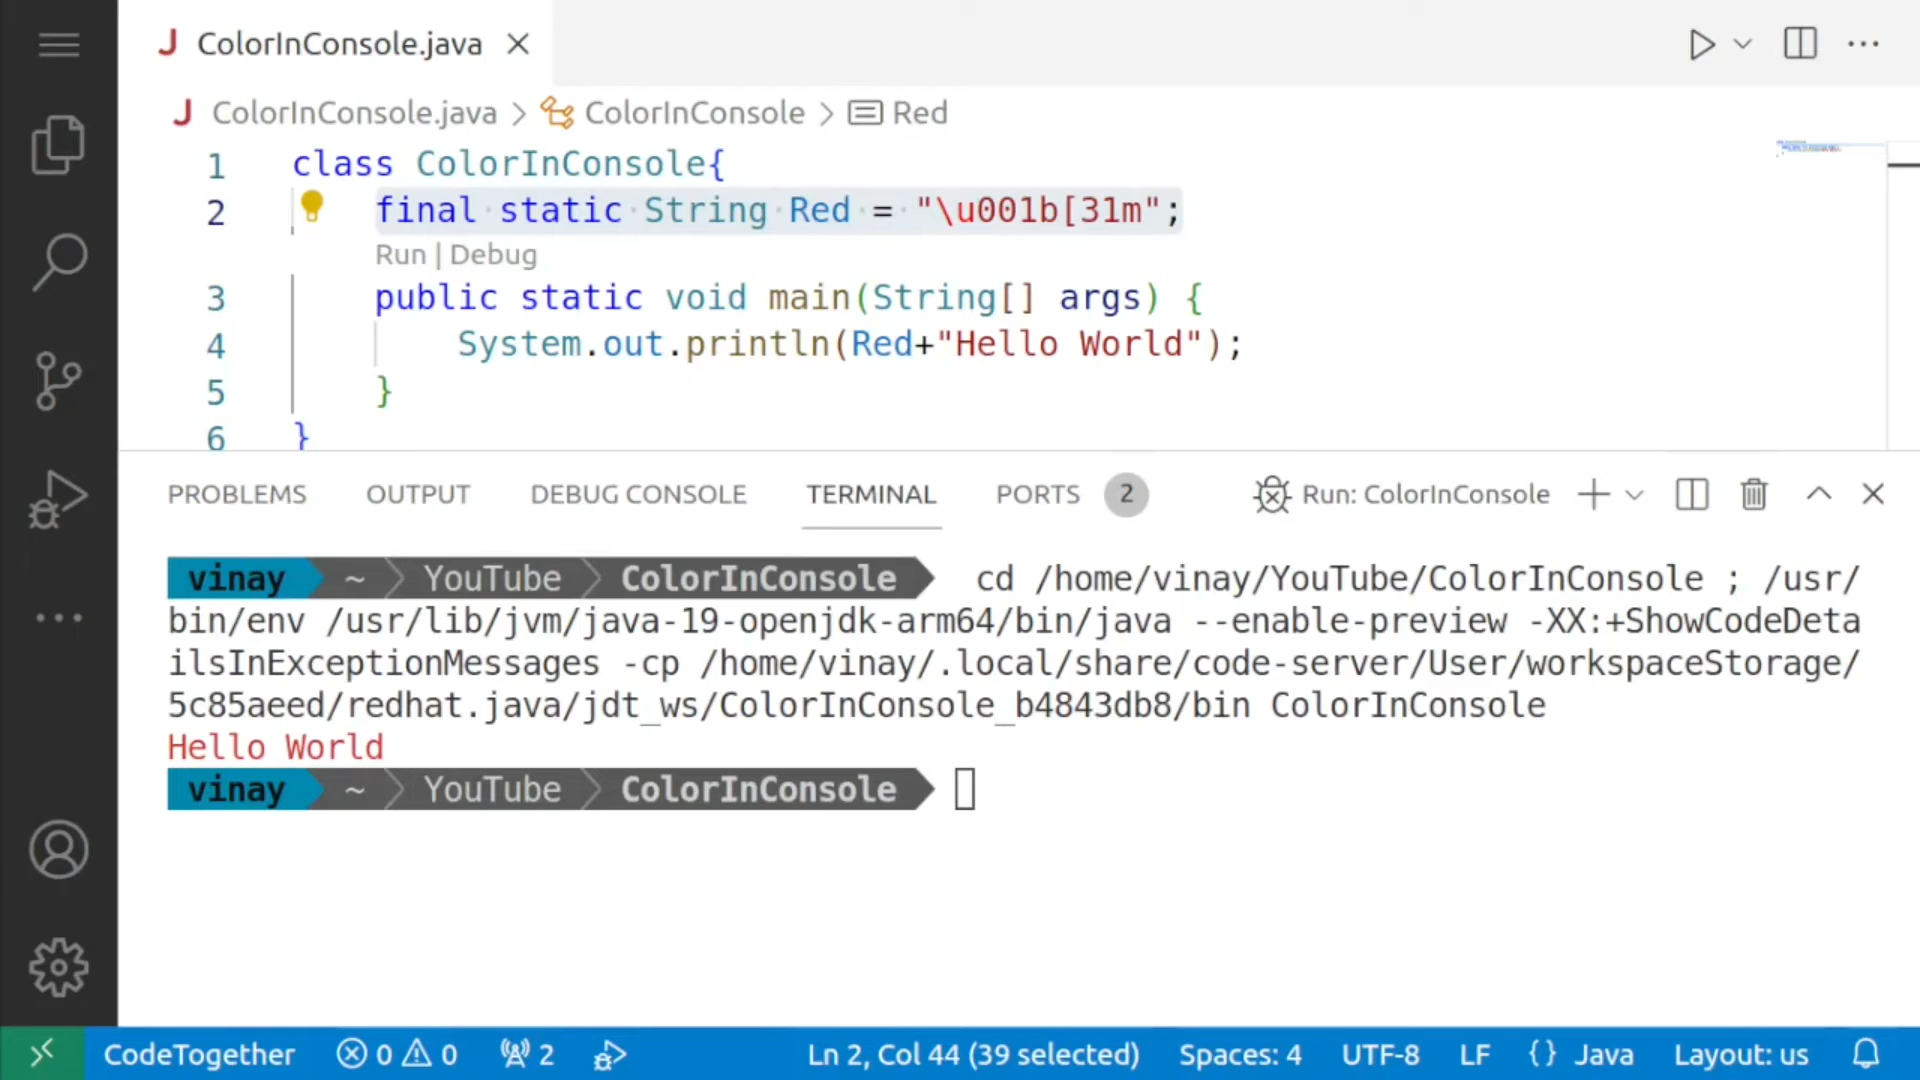 J ColorInConsole.java
J ColorInConsole.java > ColorInConsole > Red
1 class ColorInConsole{
2 final static String Red = "\u001b[31m";
Run | Debug
3 public static void main(String[] args) {
4 System.out.println(Red+"Hello World");
5 }
6 }
PROBLEMS OUTPUT DEBUG CONSOLE TERMINAL PORTS 2 Run: ColorInConsole
vinay ~ YouTube ColorInConsole cd /home/vinay/YouTube/ColorInConsole ; /usr/
bin/env /usr/lib/jvm/java-19-openjdk-arm64/bin/java --enable-preview -XX:+ShowCodeDeta
ilsInExceptionMessages -cp /home/vinay/.local/share/code-server/User/workspaceStorage/
5c85aeed/redhat.java/jdt_ws/ColorInConsole_b4843db8/bin ColorInConsole
Hello World
vinay ~ YouTube ColorInConsole
CodeTogether 0 0 2 Ln 2, Col 44 (39 selected) Spaces: 4 UTF-8 LF {} Java Layout: us